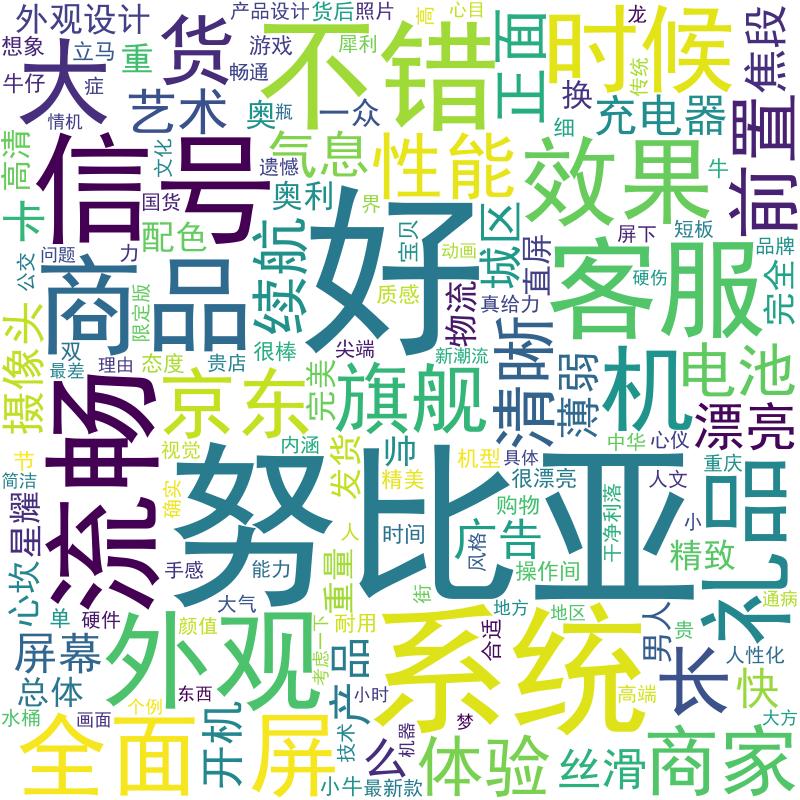 外观设计
货
产品设计
货后
照片
高
心目
龙
想象
立马
重
大
不错
正面
时候
焦段
牛仔
症
游戏
犀利
换
传统
情机
艺术
畅通
奥
瓶
一众
细
充电器
前置
高清
信号
文化
遗憾
气息
性能
效果
牛
卡
国货
奥利
界
配色
续航
好
宝贝
城区
直屏
客服
屏下
短板
品牌
公交
问题
力
商品
动画
硬伤
完全
限定版
质感
物流
真给力
摄像头
双
最差
理由
态度
贵店
很棒
尖端
新潮流
清晰
薄弱
机
电池
流畅
京东
完美
旗舰
漂亮
节
视觉
内涵
发货
帅
机型
具体
中华
心仪
简洁
确实
努比亚
精美
很漂亮
人文
重庆
礼品
心坎
星耀
购物
干净利落
小
人
时间
广告
风格
精致
手感
能力
重量
操作间
通病
单
硬件
大气
街
地方
地区
男人
贵
颜值
考虑一下
耐用
屏幕
外观
系统
合适
人性化
总体
东西
产品
小时
长
快
高端
水桶
画面
个例
开机
屏
技术
机器
梦
大方
全面
么
体验
丝滑
商家
小牛
最新款